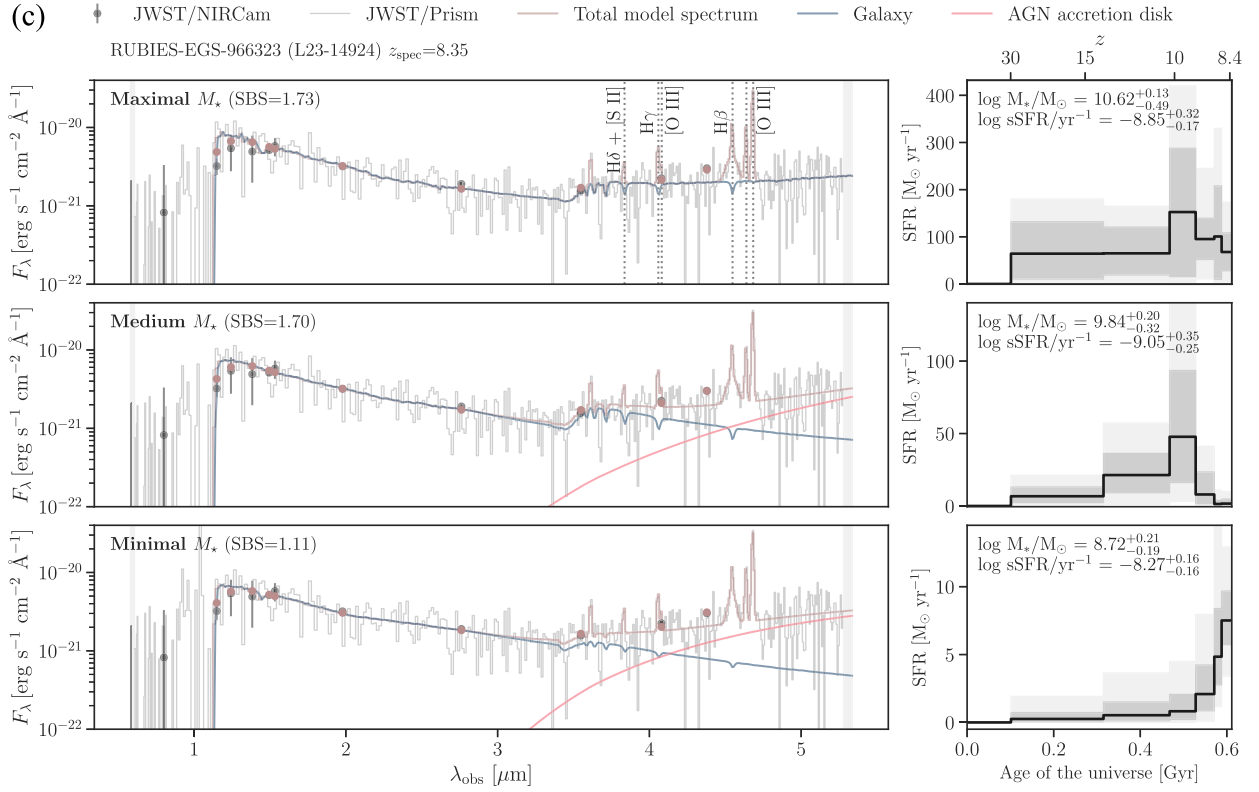 (c)
JWST/NIRCam JWST/Prism Total model spectrum Galaxy AGN accretion disk
RUBIES-EGS-966323 (L23-14924) z_spec=8.35
z
30 15 10 8.4
Maximal M⋆ (SBS=1.73)
Hδ + [S II]
Hγ
[O III]
Hβ
[O III]
10⁻²⁰
10⁻²¹
10⁻²²
F_λ [erg s⁻¹ cm⁻² Å⁻¹]
log M*/M⊙ = 10.62 +0.13 −0.49
log sSFR/yr⁻¹ = −8.85 +0.32 −0.17
400
300
200
100
0
SFR [M⊙ yr⁻¹]
Medium M⋆ (SBS=1.70)
10⁻²⁰
10⁻²¹
10⁻²²
F_λ [erg s⁻¹ cm⁻² Å⁻¹]
log M*/M⊙ = 9.84 +0.20 −0.32
log sSFR/yr⁻¹ = −9.05 +0.35 −0.25
100
50
0
SFR [M⊙ yr⁻¹]
Minimal M⋆ (SBS=1.11)
10⁻²⁰
10⁻²¹
10⁻²²
F_λ [erg s⁻¹ cm⁻² Å⁻¹]
1 2 3 4 5
λ_obs [μm]
log M*/M⊙ = 8.72 +0.21 −0.19
log sSFR/yr⁻¹ = −8.27 +0.16 −0.16
10
5
0
SFR [M⊙ yr⁻¹]
0.0 0.2 0.4 0.6
Age of the universe [Gyr]